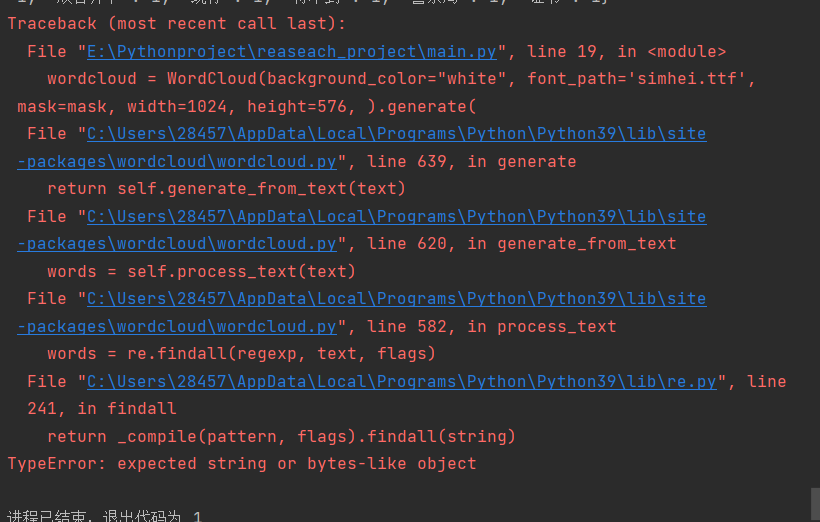 Traceback (most recent call last):
File "E:\Pythonproject\reaseach_project\main.py", line 19, in <module>
wordcloud = WordCloud(background_color="white", font_path='simhei.ttf',
mask=mask, width=1024, height=576, ).generate(
File "C:\Users\28457\AppData\Local\Programs\Python\Python39\lib\site
-packages\wordcloud\wordcloud.py", line 639, in generate
return self.generate_from_text(text)
File "C:\Users\28457\AppData\Local\Programs\Python\Python39\lib\site
-packages\wordcloud\wordcloud.py", line 620, in generate_from_text
words = self.process_text(text)
File "C:\Users\28457\AppData\Local\Programs\Python\Python39\lib\site
-packages\wordcloud\wordcloud.py", line 582, in process_text
words = re.findall(regexp, text, flags)
File "C:\Users\28457\AppData\Local\Programs\Python\Python39\lib\re.py", line
241, in findall
return _compile(pattern, flags).findall(string)
TypeError: expected string or bytes-like object
进程已结束，退出代码为 1